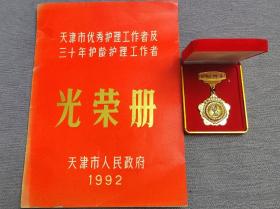 天津市优秀护理工作者及
三十年护龄护理工作者
光荣册
天津市人民政府
1992